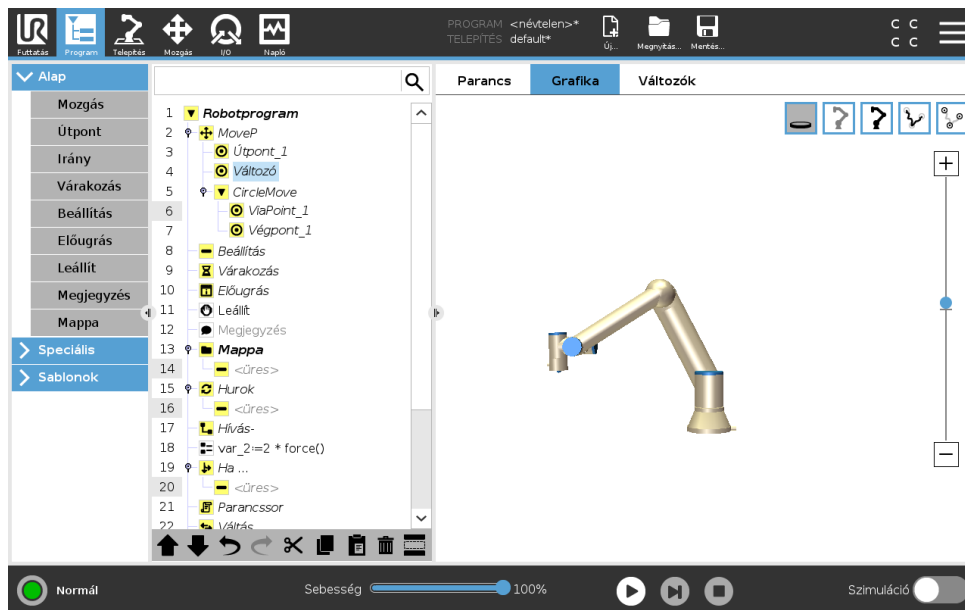 PROGRAM <névtelen>*
TELEPÍTÉS default*
Futtatás
Program
Telepítés
Mozgás
I/O
Napló
Új...
Megnyitás...
Mentés...
Alap
Mozgás
Útpont
Irány
Várakozás
Beállítás
Előugrás
Leállít
Megjegyzés
Mappa
Speciális
Sablonok
1 Robotprogram
2 MoveP
3 Útpont_1
4 Változó
5 CircleMove
6 ViaPoint_1
7 Végpont_1
8 Beállítás
9 Várakozás
10 Előugrás
11 Leállít
12 Megjegyzés
13 Mappa
14 <üres>
15 Hurok
16 <üres>
17 Hívás-
18 var_2:=2 * force()
19 Ha ...
20 <üres>
21 Parancssor
22 Váltás
Parancs
Grafika
Változók
Normál
Sebesség
100%
Szimuláció